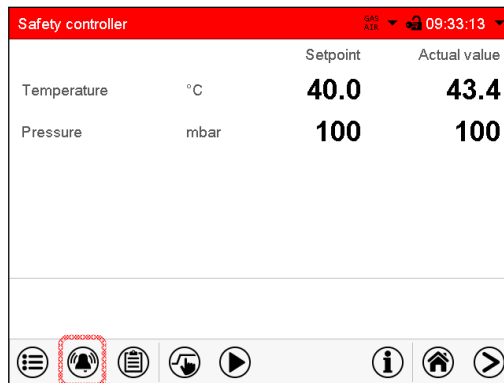 Safety controller GAS AIR 09:33:13
Setpoint Actual value
Temperature °C 40.0 43.4
Pressure mbar 100 100